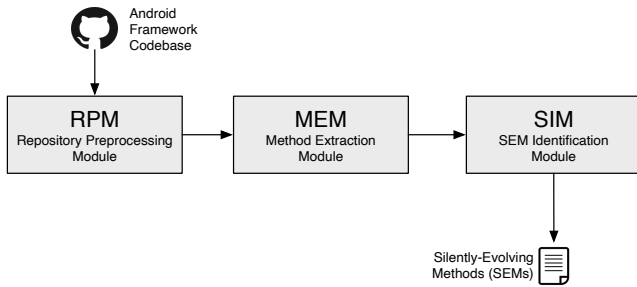 Android
Framework
Codebase
RPM
Repository Preprocessing
Module
MEM
Method Extraction
Module
SIM
SEM Identification
Module
Silently-Evolving
Methods (SEMs)